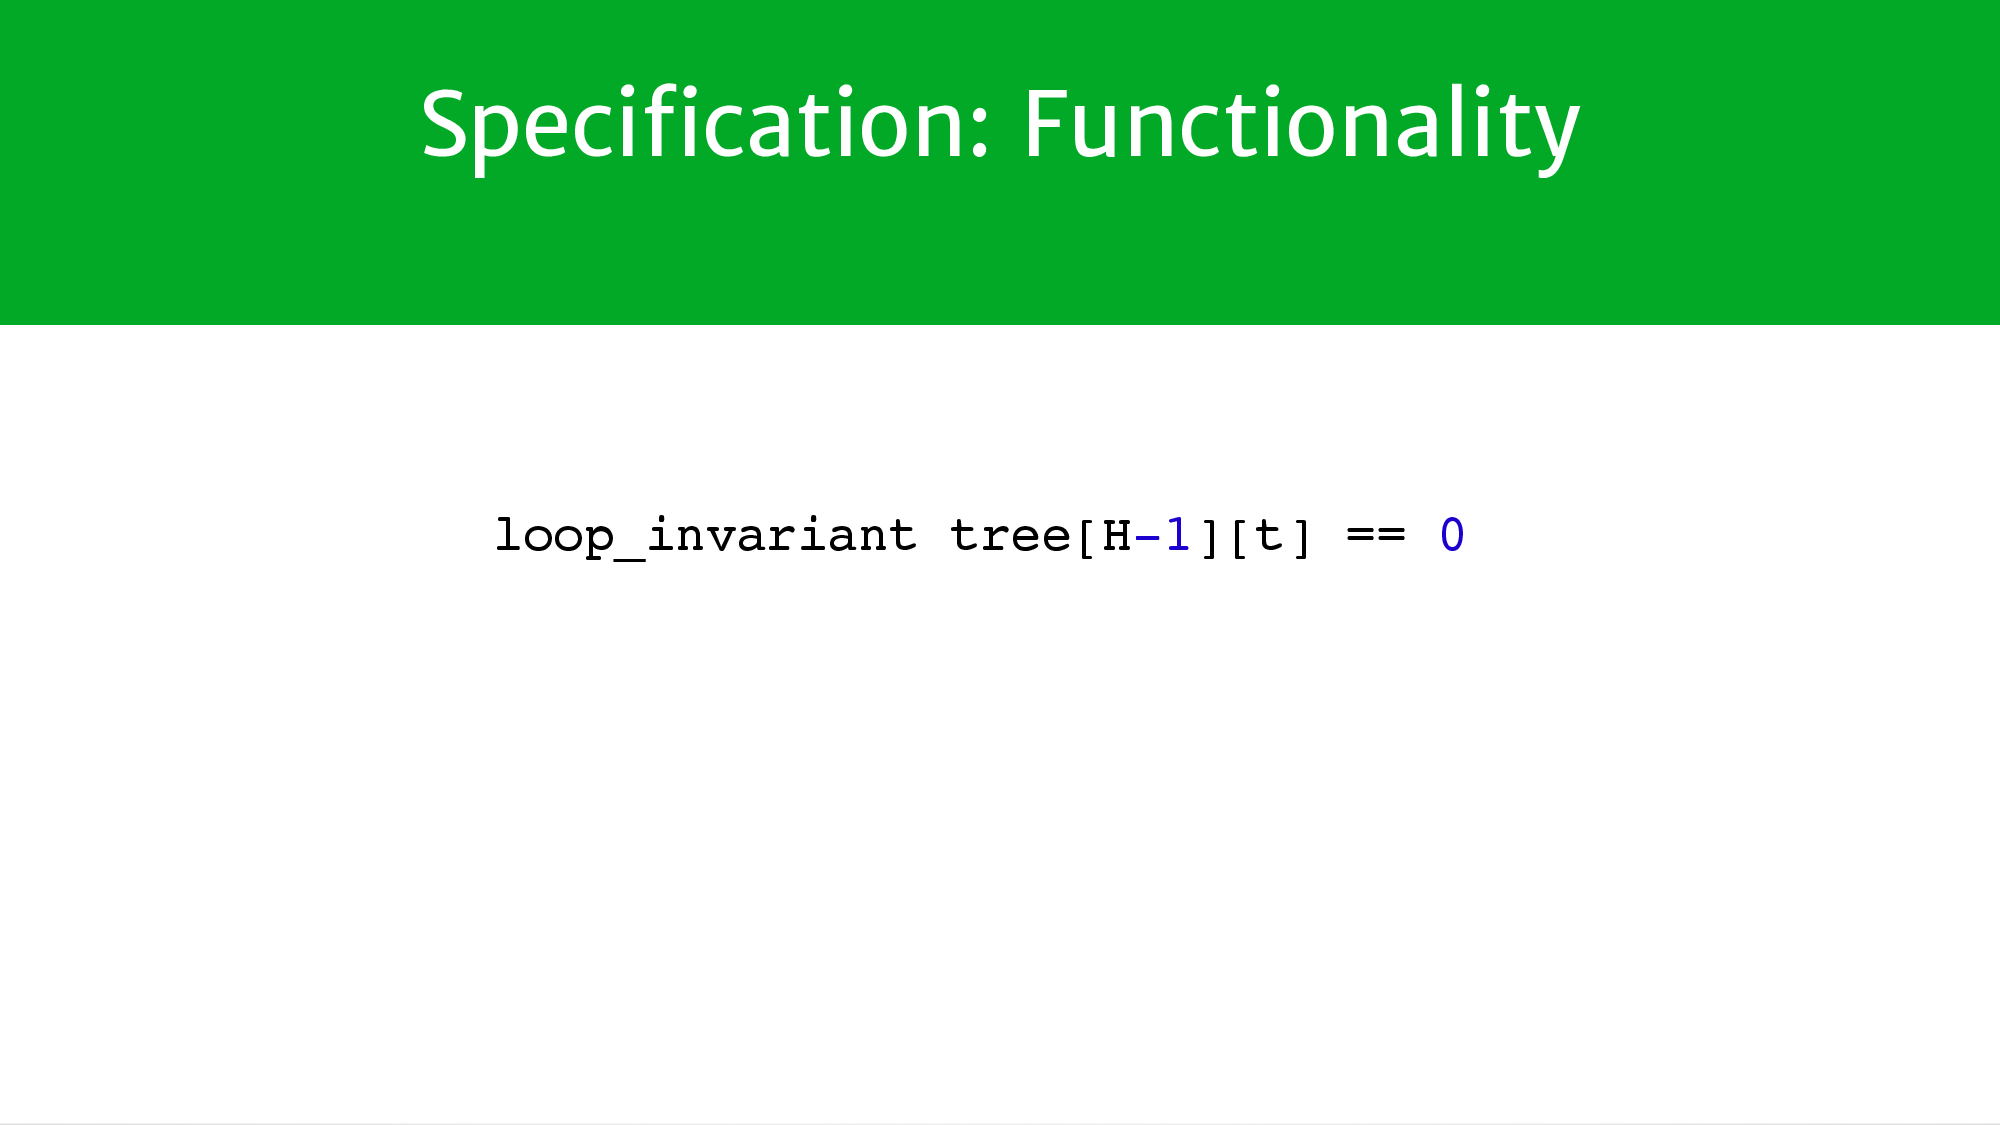 Specification: Functionality
loop_invariant tree[H-1][t] == 0